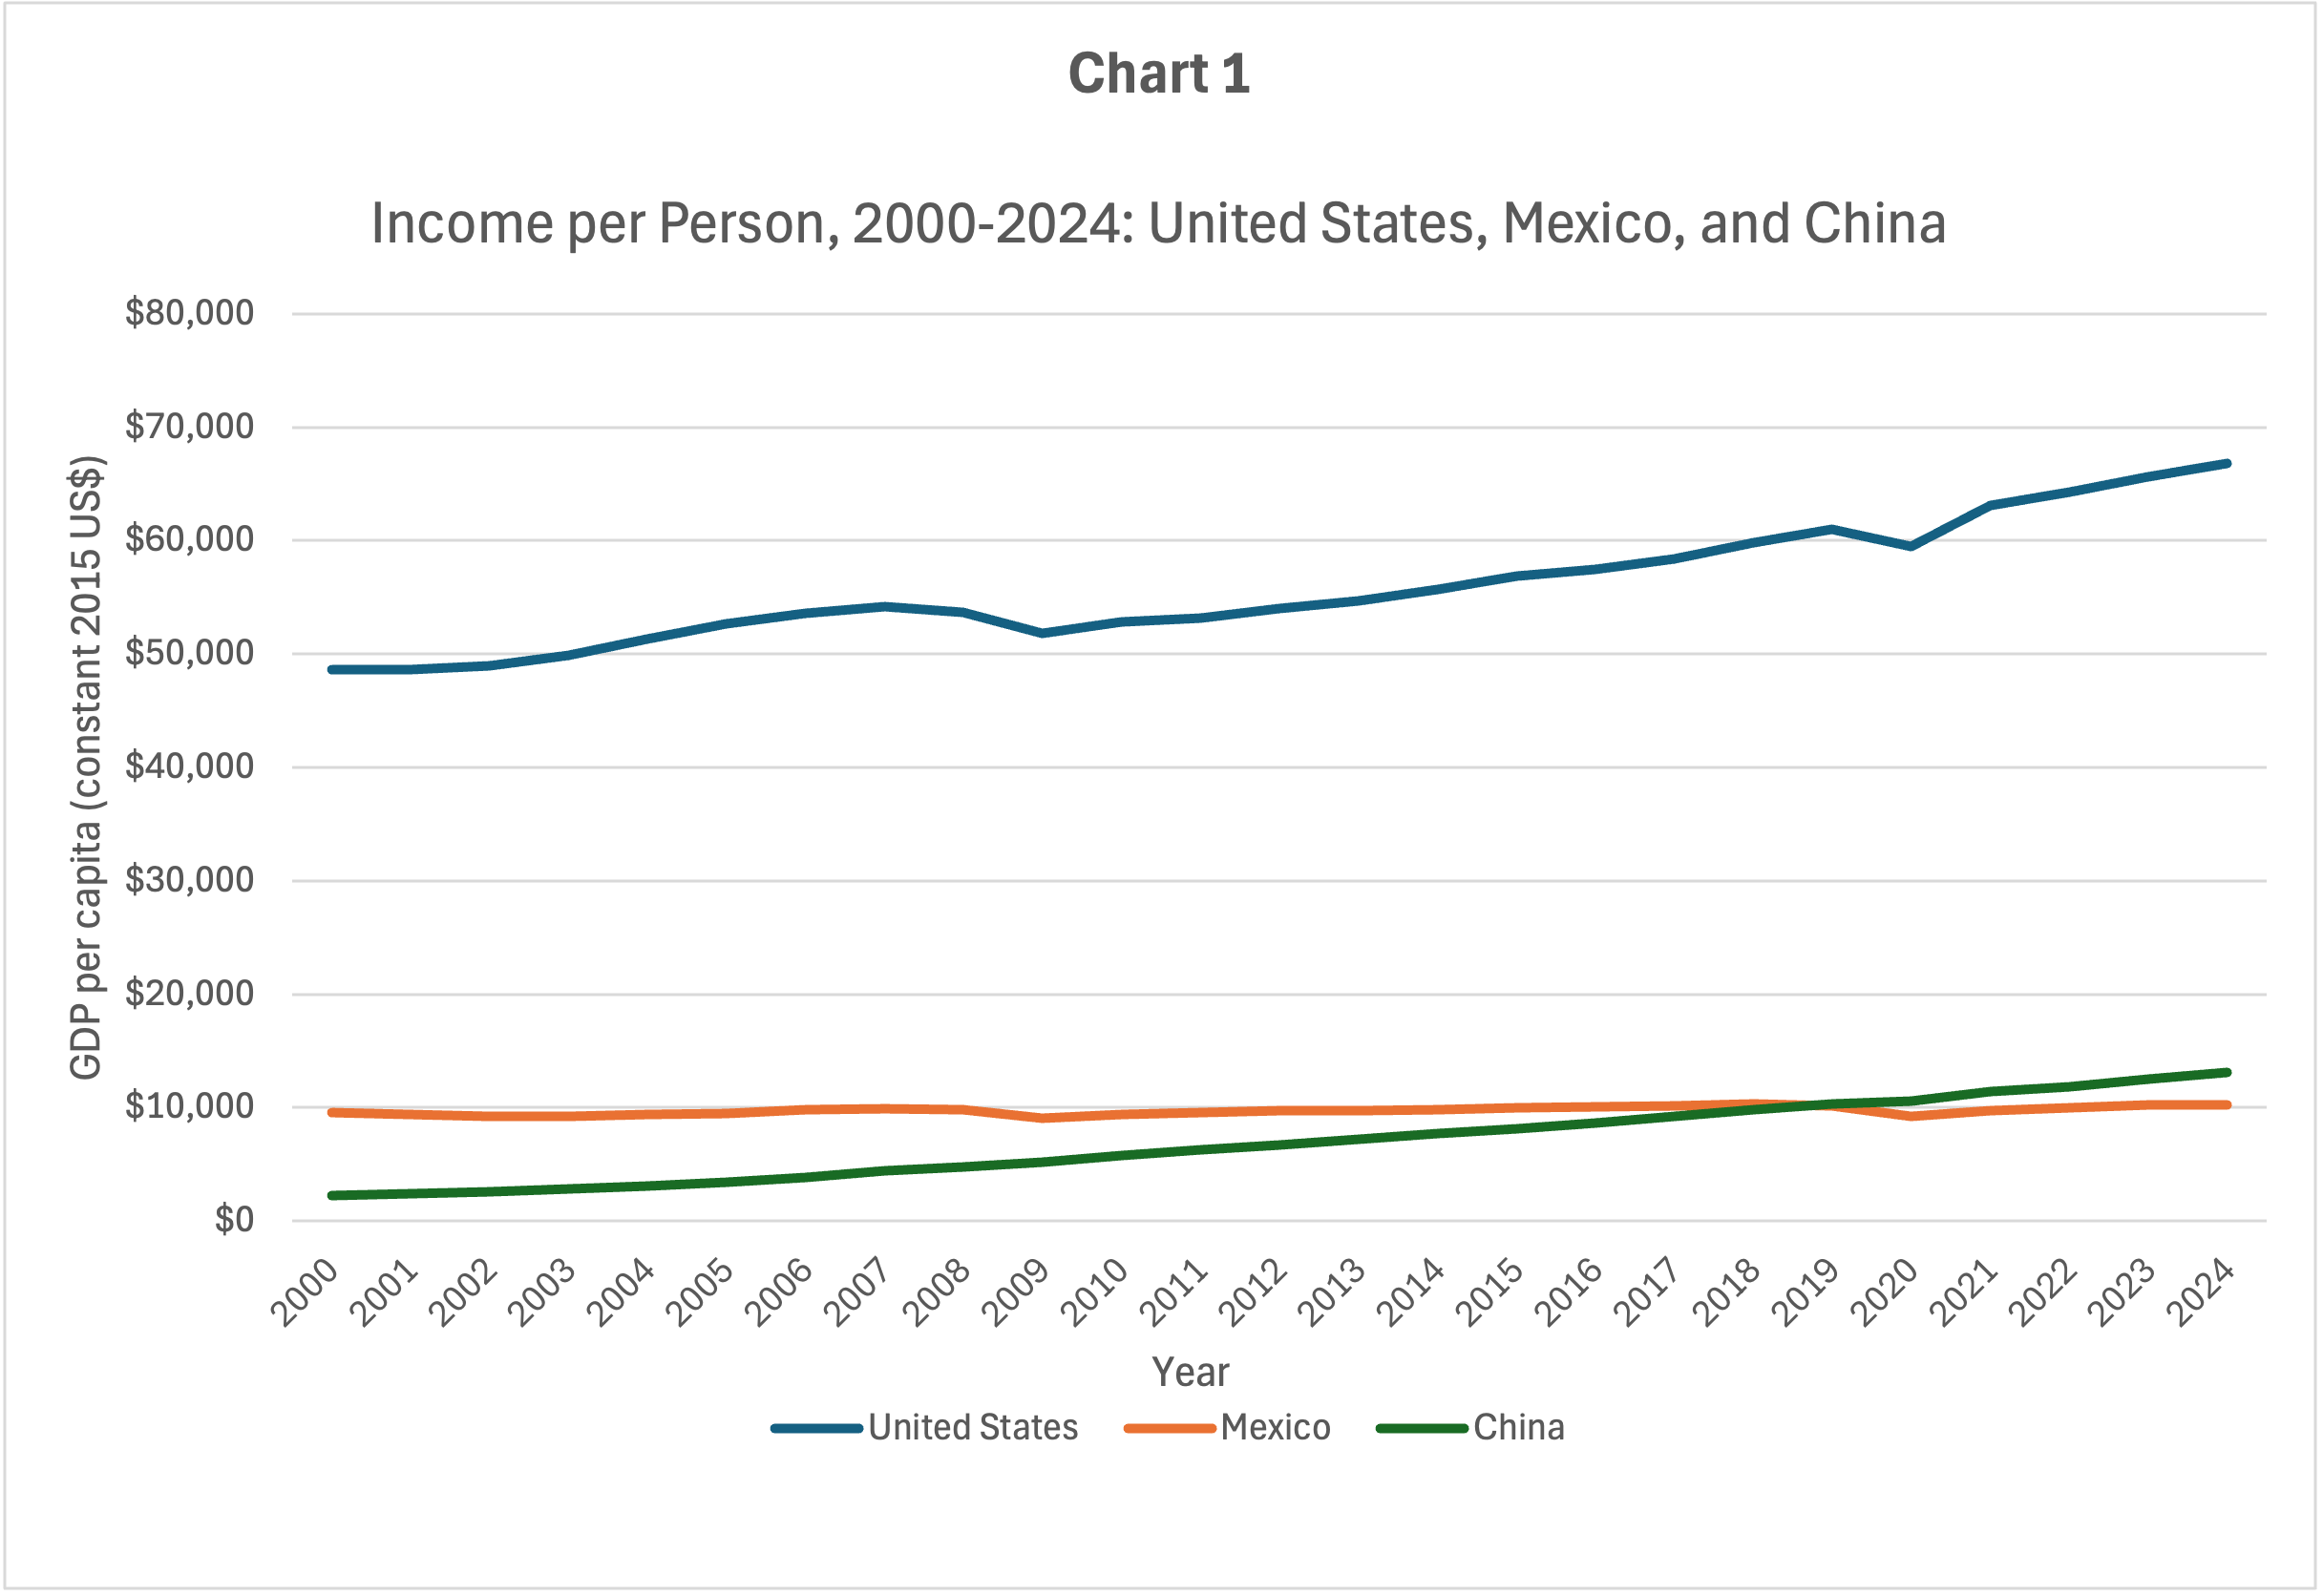 Chart 1
Income per Person, 2000-2024: United States, Mexico, and China
GDP per capita (constant 2015 US$)
$80,000
$70,000
$60,000
$50,000
$40,000
$30,000
$20,000
$10,000
$0
2000 2001 2002 2003 2004 2005 2006 2007 2008 2009 2010 2011 2012 2013 2014 2015 2016 2017 2018 2019 2020 2021 2022 2023 2024
Year
United States Mexico China